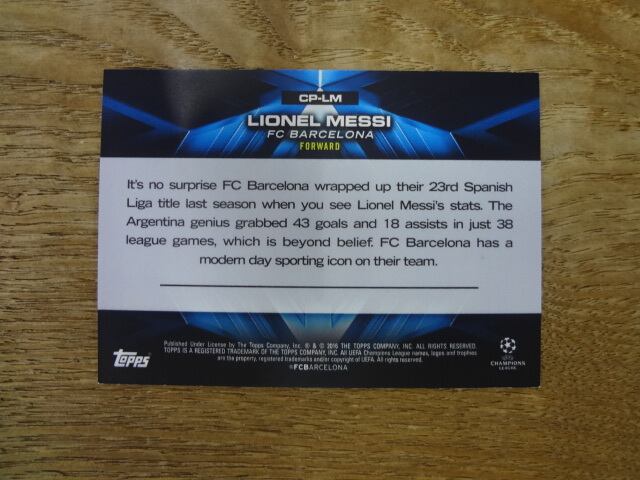 CP-LM
LIONEL MESSI
FC BARCELONA
FORWARD
It's no surprise FC Barcelona wrapped up their 23rd Spanish
Liga title last season when you see Lionel Messi's stats. The
Argentina genius grabbed 43 goals and 18 assists in just 38
league games, which is beyond belief. FC Barcelona has a
modern day sporting icon on their team.
Published Under License by The Topps Company, Inc. ® & © 2016 THE TOPPS COMPANY, INC. ALL RIGHTS RESERVED.
TOPPS IS A REGISTERED TRADEMARK OF THE TOPPS COMPANY, INC. All UEFA Champions League names, logos and trophies
are the property, registered trademarks and/or copyright of UEFA. All rights reserved.
®FCBARCELONA
Topps
UEFA
CHAMPIONS
LEAGUE